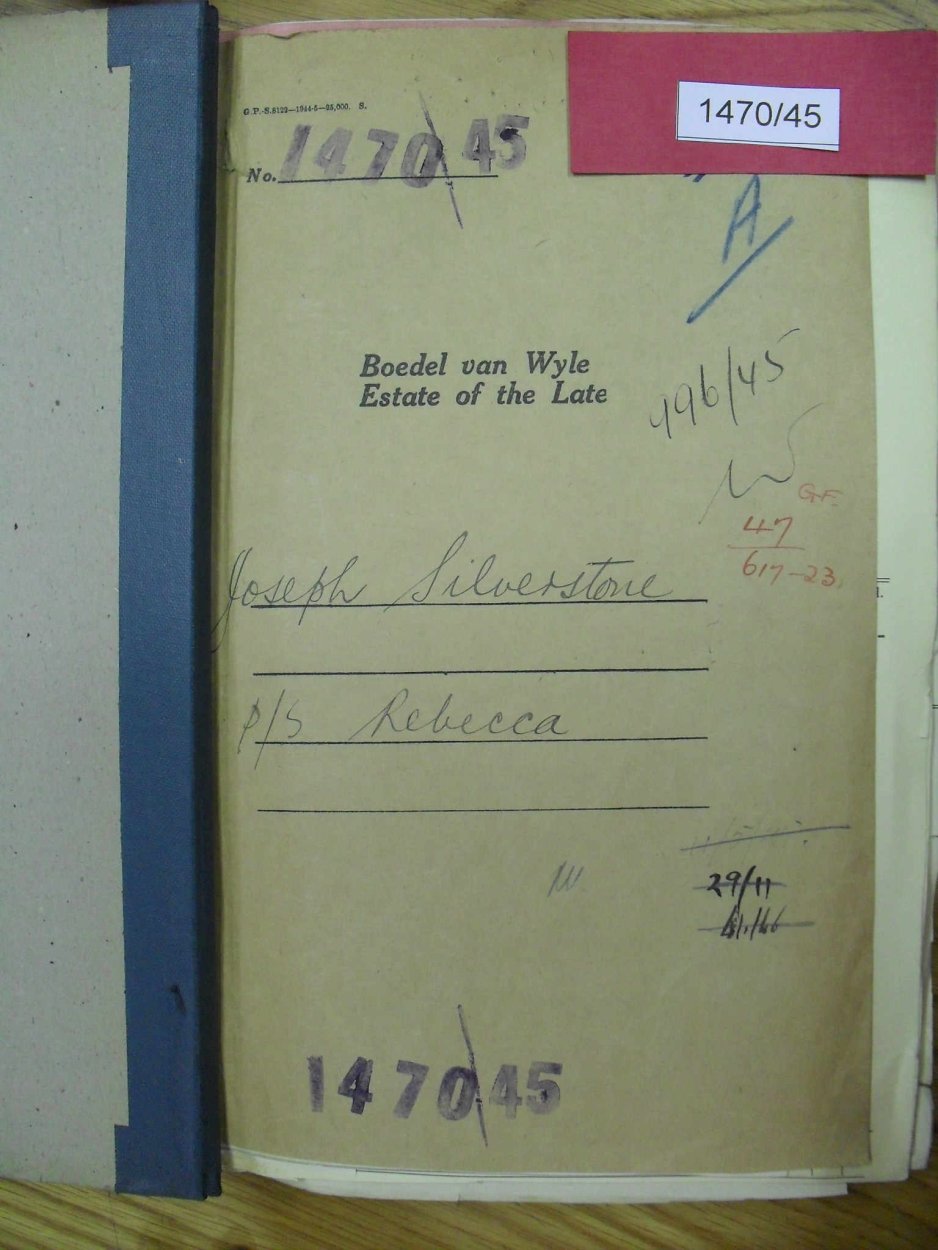 G.P.-S.8129—1944-5—25,000. S.
1470/45
No. 1470/45
A
Boedel van Wyle
Estate of the Late
496/45
G.F.
47
617-23.
Joseph Silverstone
P/S Rebecca
29/11
1470/45